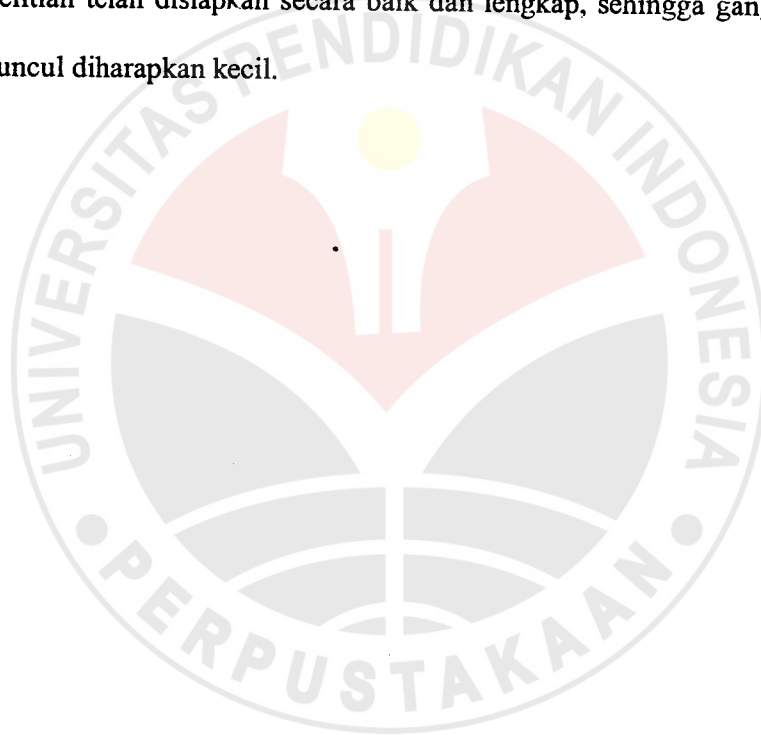 telah disiapkan secara baik dan lengkap, sehingga
diharapkan kecil.
UNIVERSITAS PENDIDIKAN INDONESIA
PERPUSTAKAAN